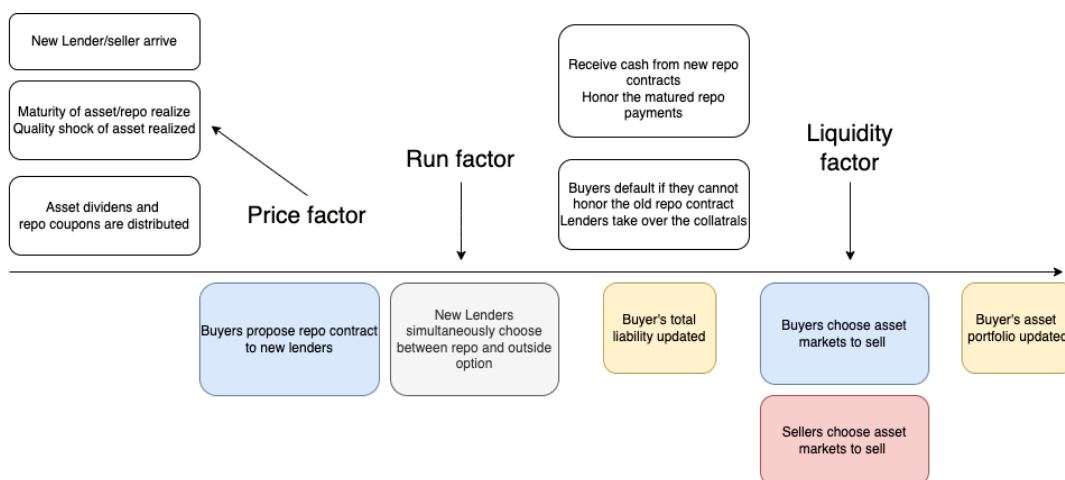 New Lender/seller arrive
Maturity of asset/repo realize
Quality shock of asset realized
Asset dividens and
repo coupons are distributed
Price factor
Run factor
Receive cash from new repo
contracts
Honor the matured repo
payments
Buyers default if they cannot
honor the old repo contract
Lenders take over the collatrals
Liquidity
factor
Buyers propose repo contract
to new lenders
New Lenders
simultaneously choose
between repo and outside
option
Buyer's total
liability updated
Buyers choose asset
markets to sell
Sellers choose asset
markets to sell
Buyer's asset
portfolio updated